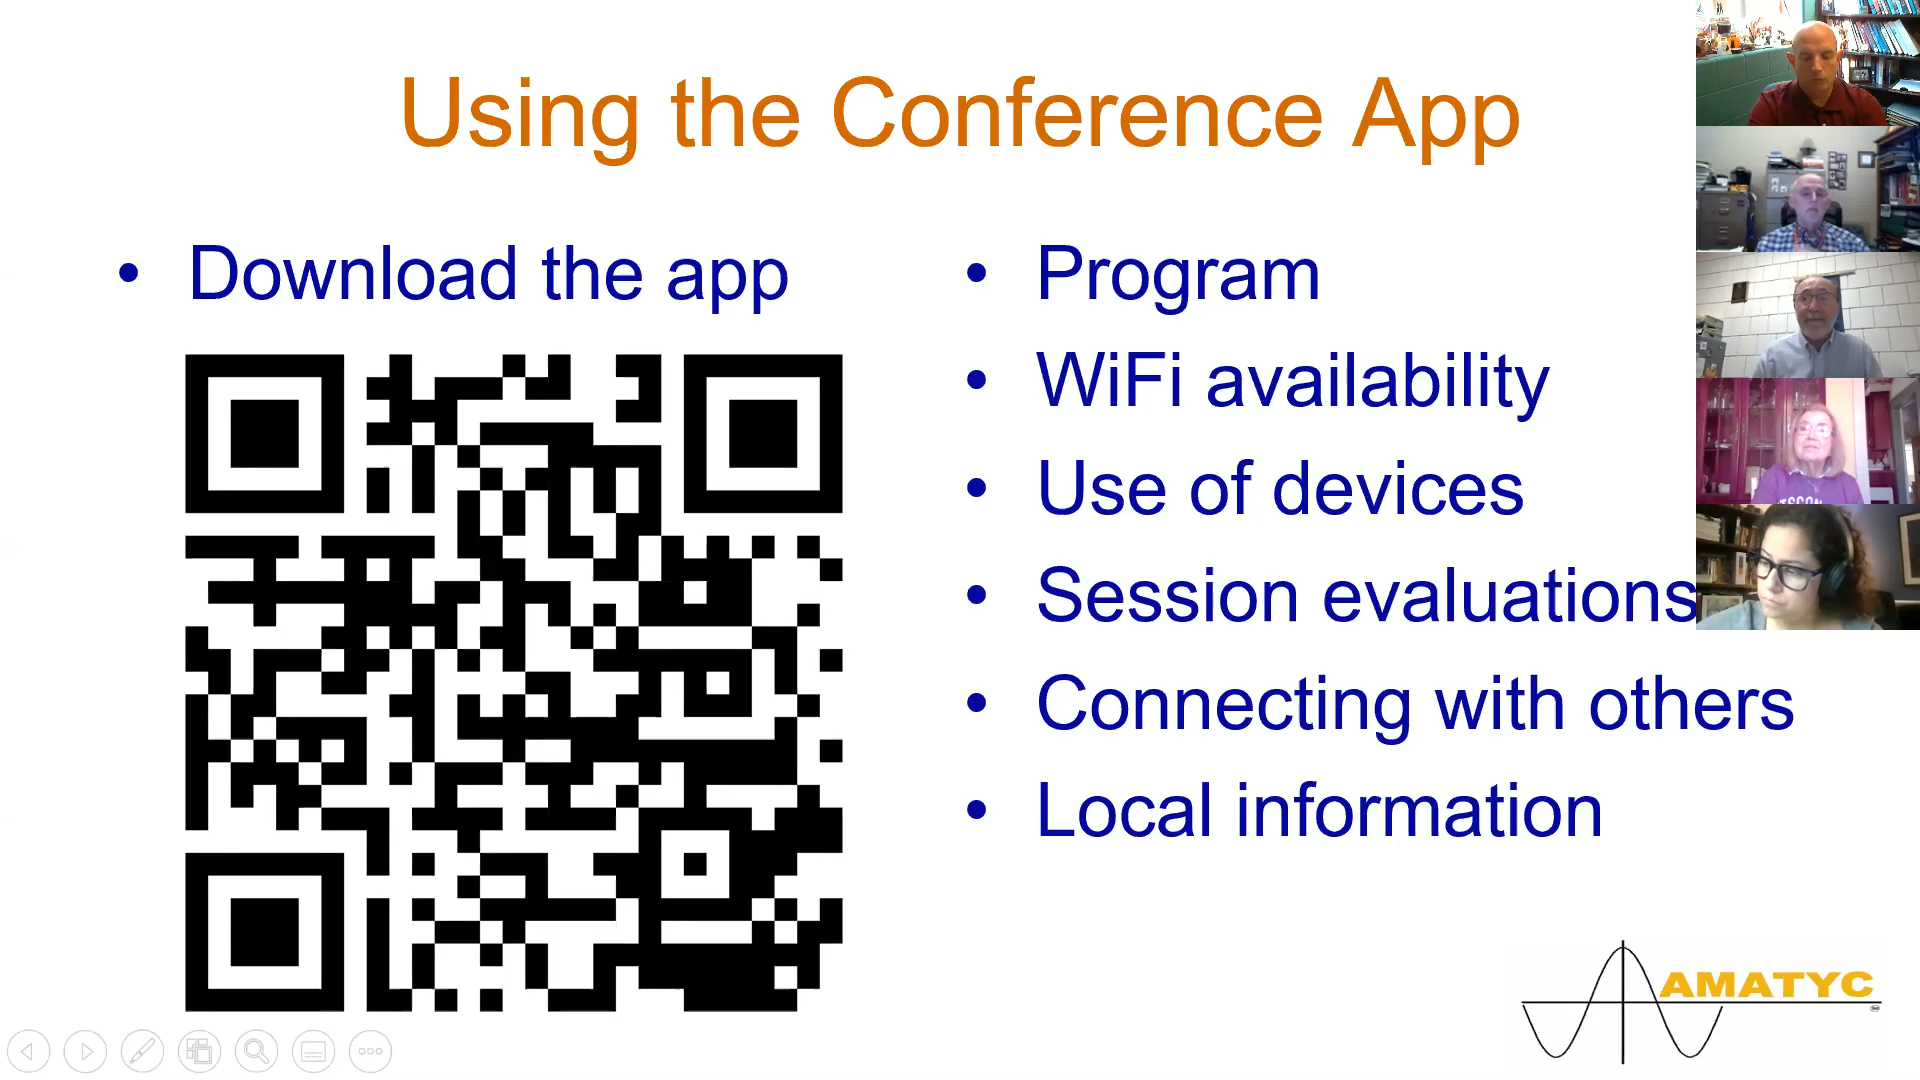 Using the Conference App
• Download the app
• Program
• WiFi availability
• Use of devices
• Session evaluations
• Connecting with others
• Local information
AMATYC